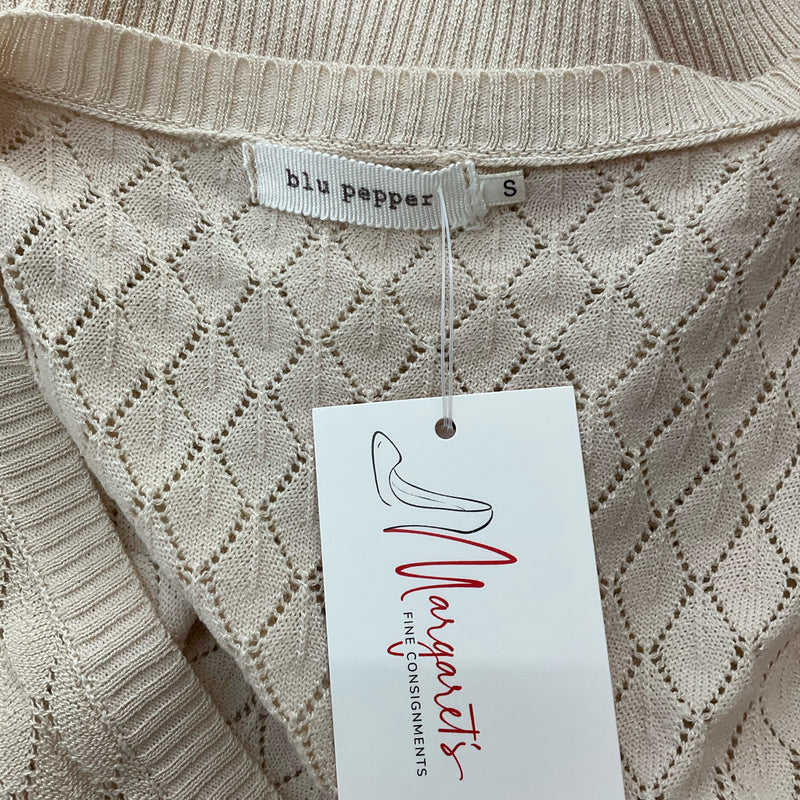 blu pepper
S
Margaret's
FINE CONSIGNMENTS